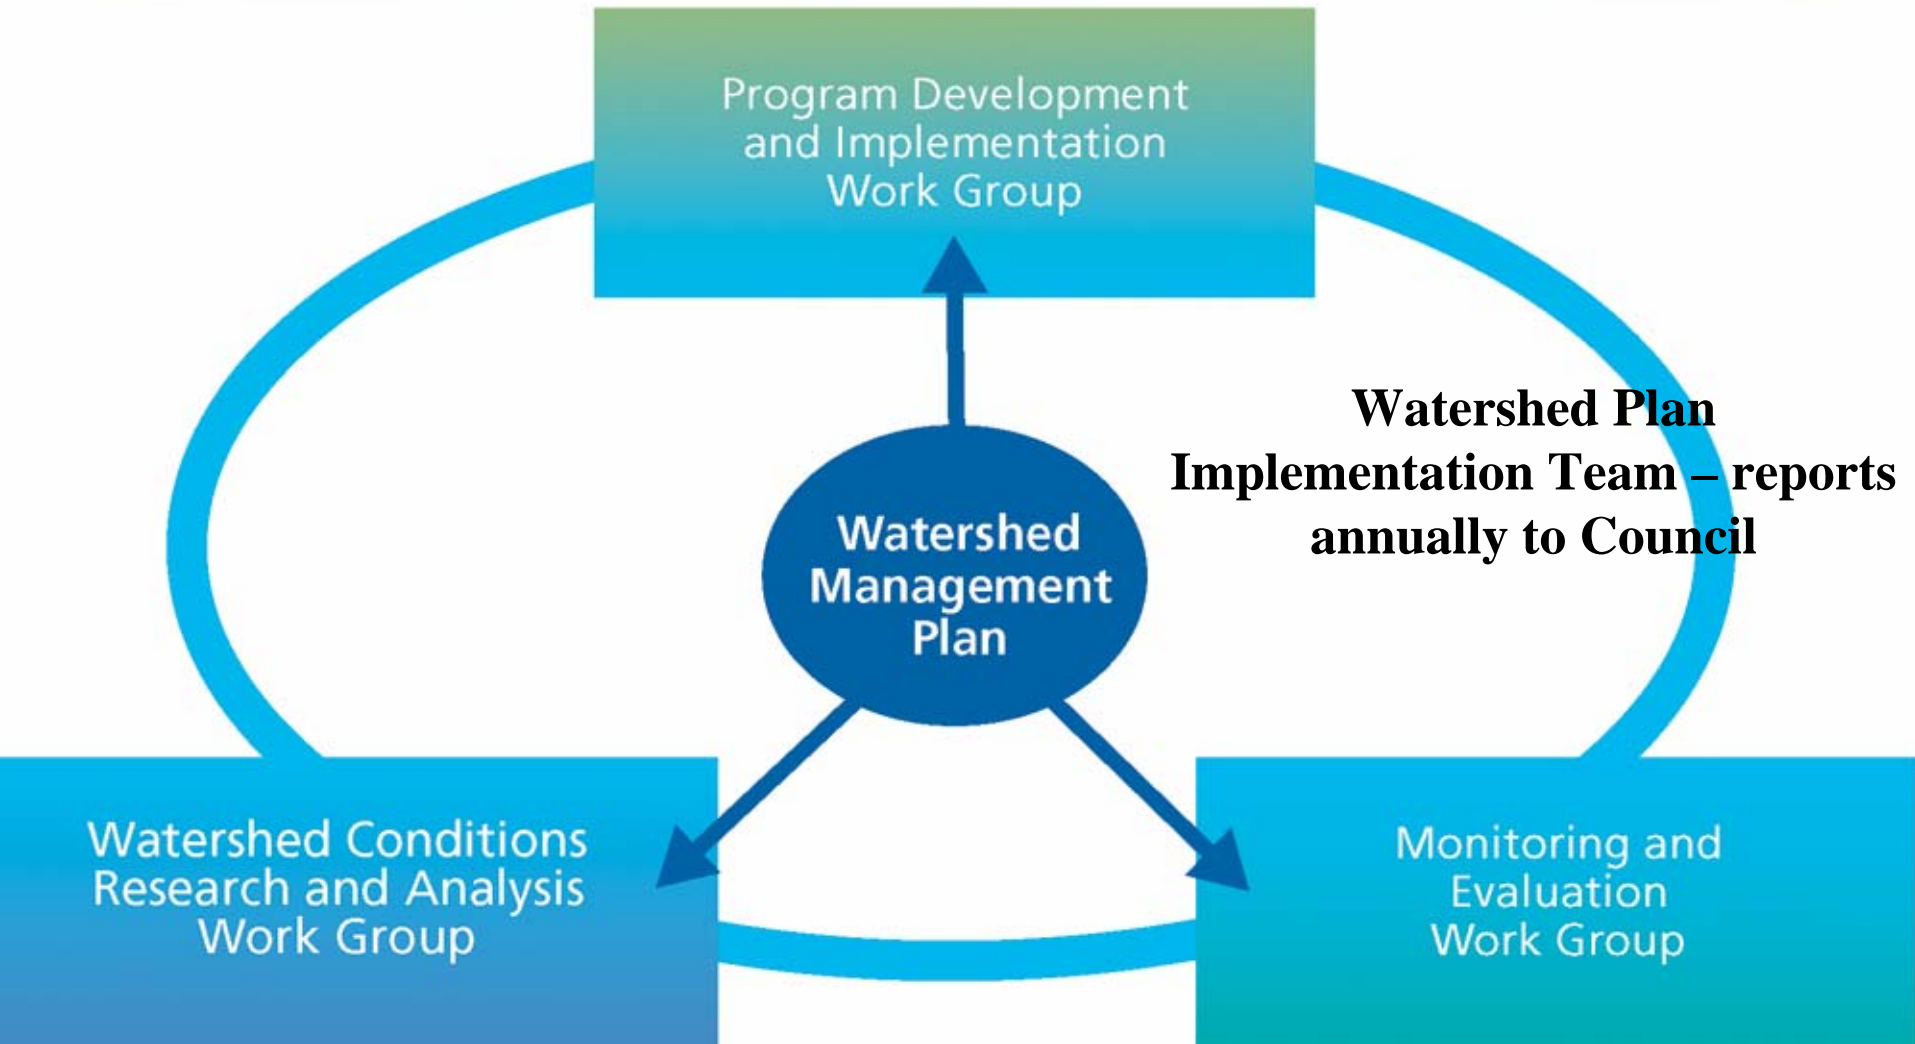 Program Development
and Implementation
Work Group
Watershed Plan
Implementation Team – reports
annually to Council
Watershed
Management
Plan
Watershed Conditions
Research and Analysis
Work Group
Monitoring and
Evaluation
Work Group